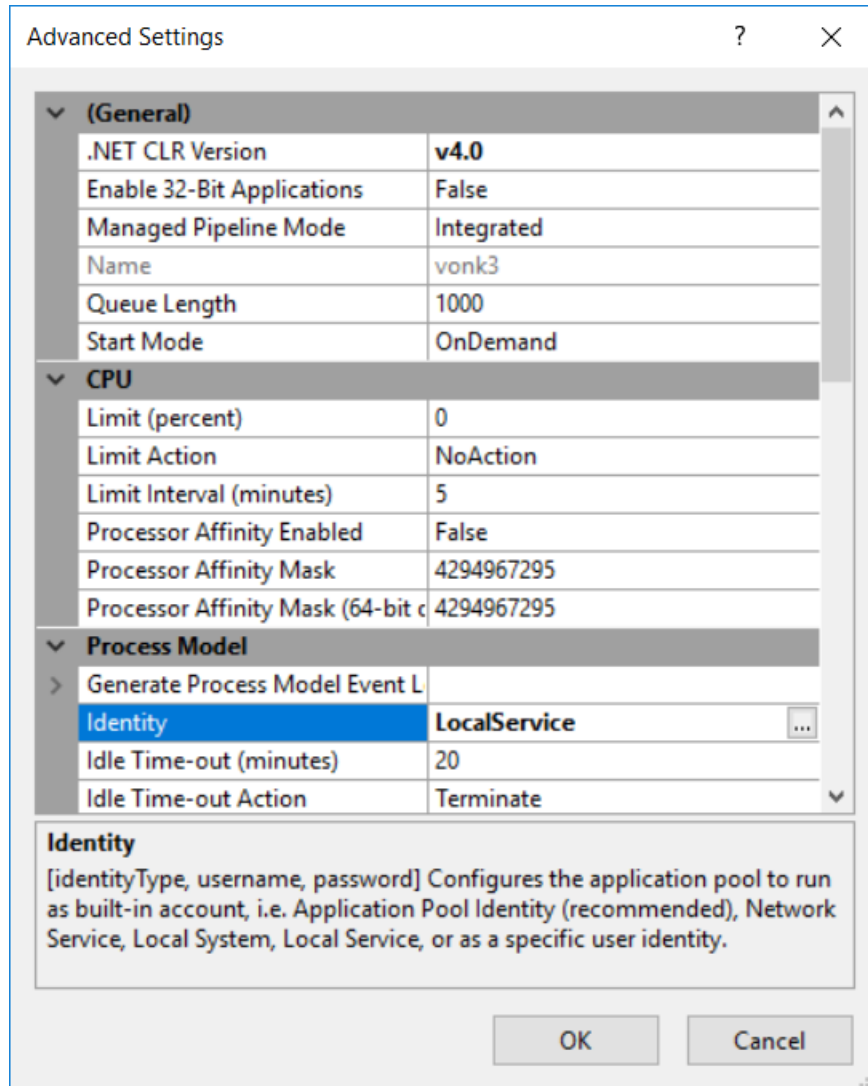 Advanced Settings ? ×
(General)
.NET CLR Version v4.0
Enable 32-Bit Applications False
Managed Pipeline Mode Integrated
Name vonk3
Queue Length 1000
Start Mode OnDemand
CPU
Limit (percent) 0
Limit Action NoAction
Limit Interval (minutes) 5
Processor Affinity Enabled False
Processor Affinity Mask 4294967295
Processor Affinity Mask (64-bit o 4294967295
Process Model
Generate Process Model Event L
Identity LocalService ...
Idle Time-out (minutes) 20
Idle Time-out Action Terminate
Identity
[identityType, username, password] Configures the application pool to run
as built-in account, i.e. Application Pool Identity (recommended), Network
Service, Local System, Local Service, or as a specific user identity.
OK Cancel